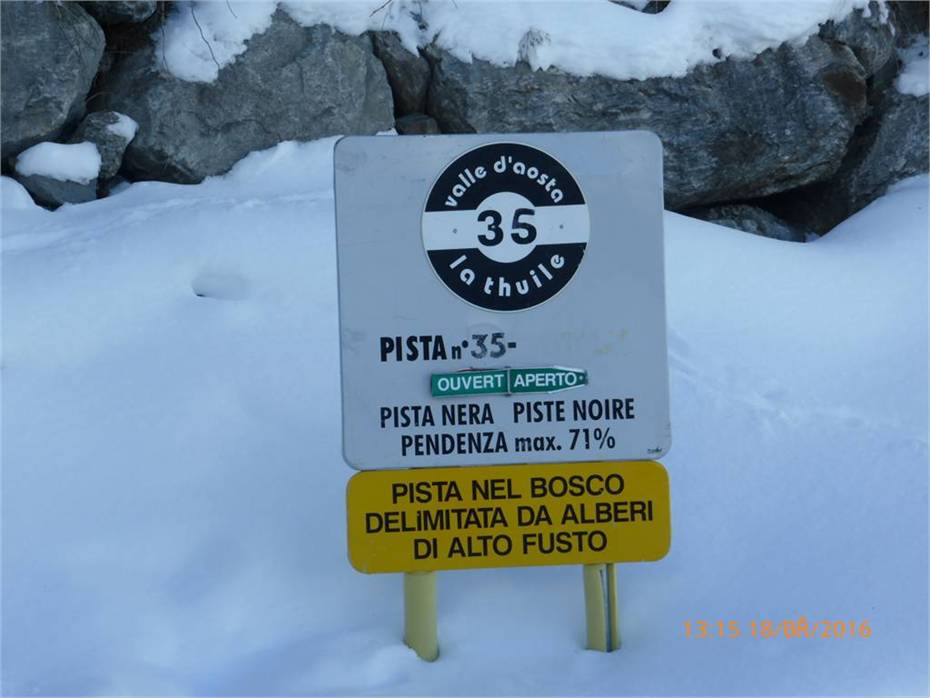 valle d'aosta
35
la thuile
PISTA n° 35-
OUVERT APERTO
PISTA NERA PISTE NOIRE
PENDENZA max. 71%
PISTA NEL BOSCO
DELiMITATA DA ALBERI
DI ALTO FUSTO
13:15